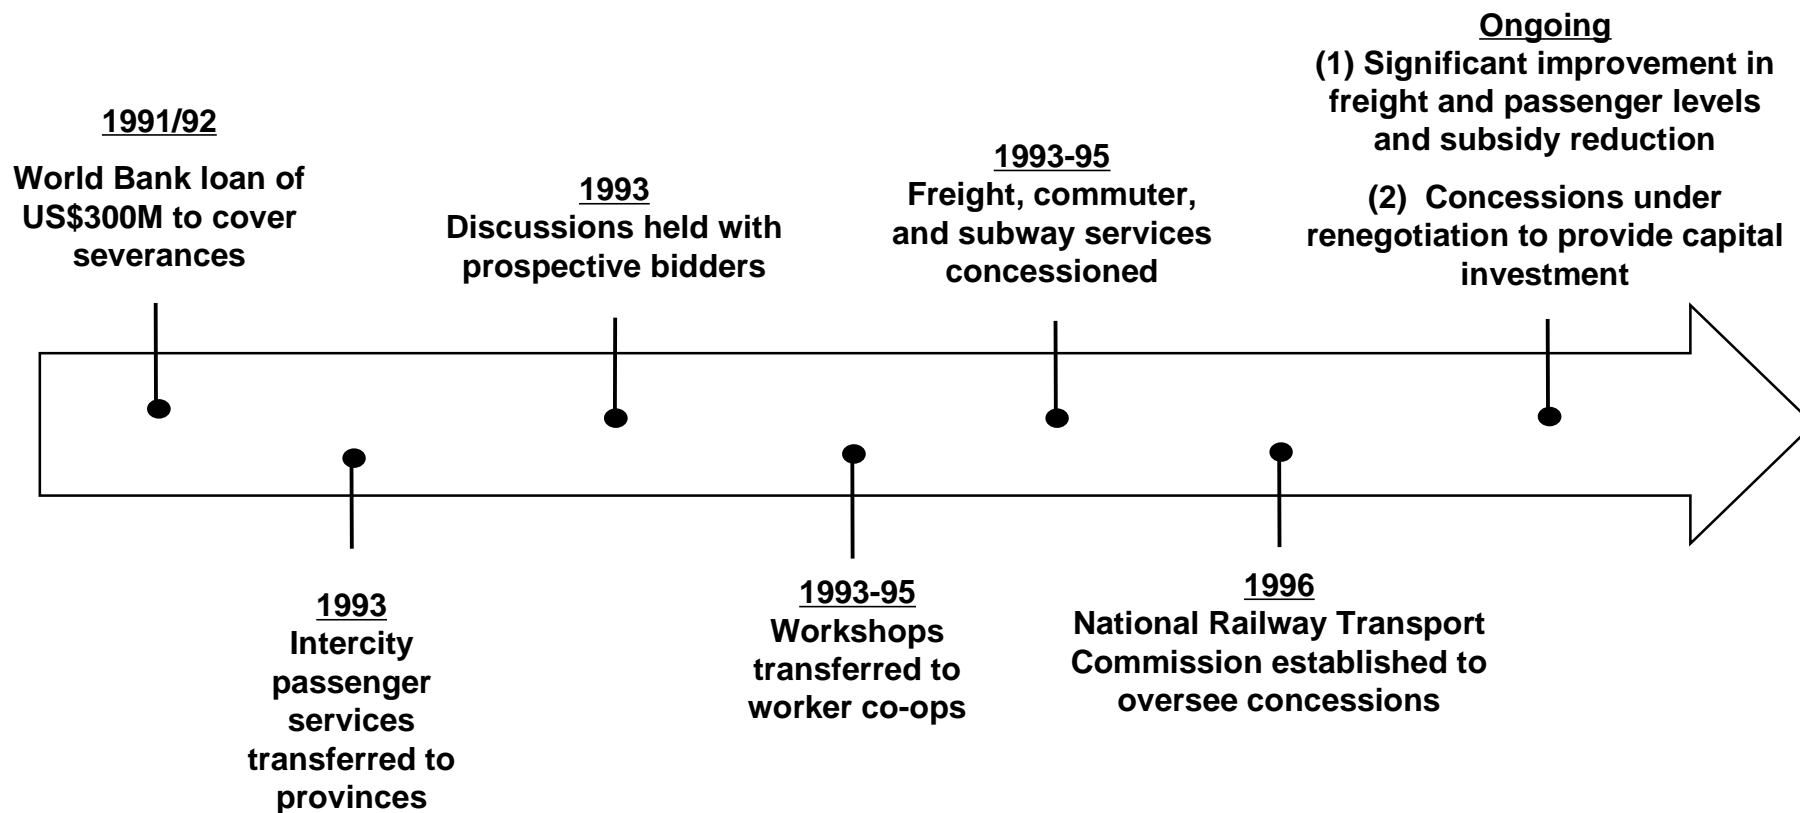 1991/92
World Bank loan of
US$300M to cover
severances
1993
Intercity
passenger
services
transferred to
provinces
1993
Discussions held with
prospective bidders
1993-95
Workshops
transferred to
worker co-ops
1993-95
Freight, commuter,
and subway services
concessioned
1996
National Railway Transport
Commission established to
oversee concessions
Ongoing
(1) Significant improvement in
freight and passenger levels
and subsidy reduction
(2) Concessions under
renegotiation to provide capital
investment